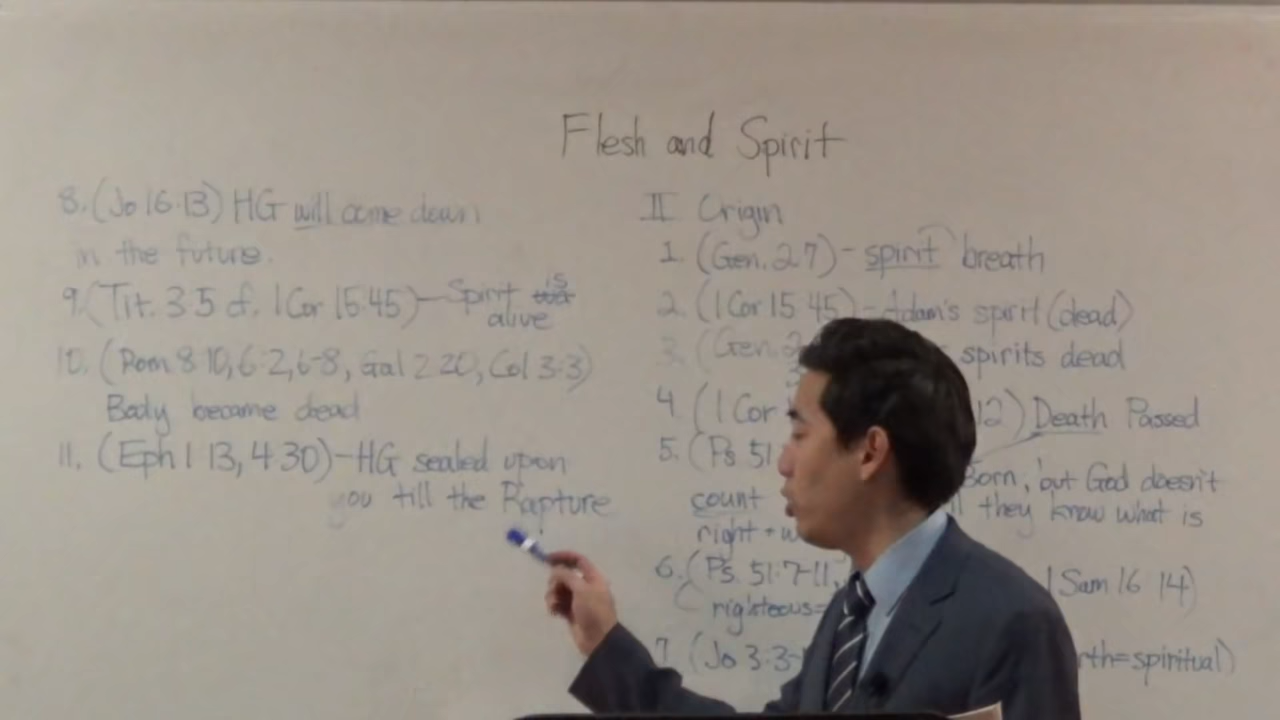 Flesh and Spirit
8. (Jo 16:13) HG will come down
in the future.
9. (Tit. 3:5 cf. 1 Cor 15:45) – Spirit is
alive
10. (Rom 8:10, 6:2, 6-8, Gal 2:20, Col 3:3)
Body became dead
11. (Eph 1:13, 4:30) – HG sealed upon
you till the Rapture
II. Origin
1. (Gen. 2:7) – spirit breath
2. (1 Cor 15:45) – Adam's spirit (dead)
3. (Gen. spirits dead
4 (1 Cor 12) Death Passed
5. (Ps 51 Born, but God doesn't
count they know what is
right + w
6. (Ps. 51:7-11, 1 Sam 16:14)
(righteous=
7. (Jo 3:3- rth=spiritual)